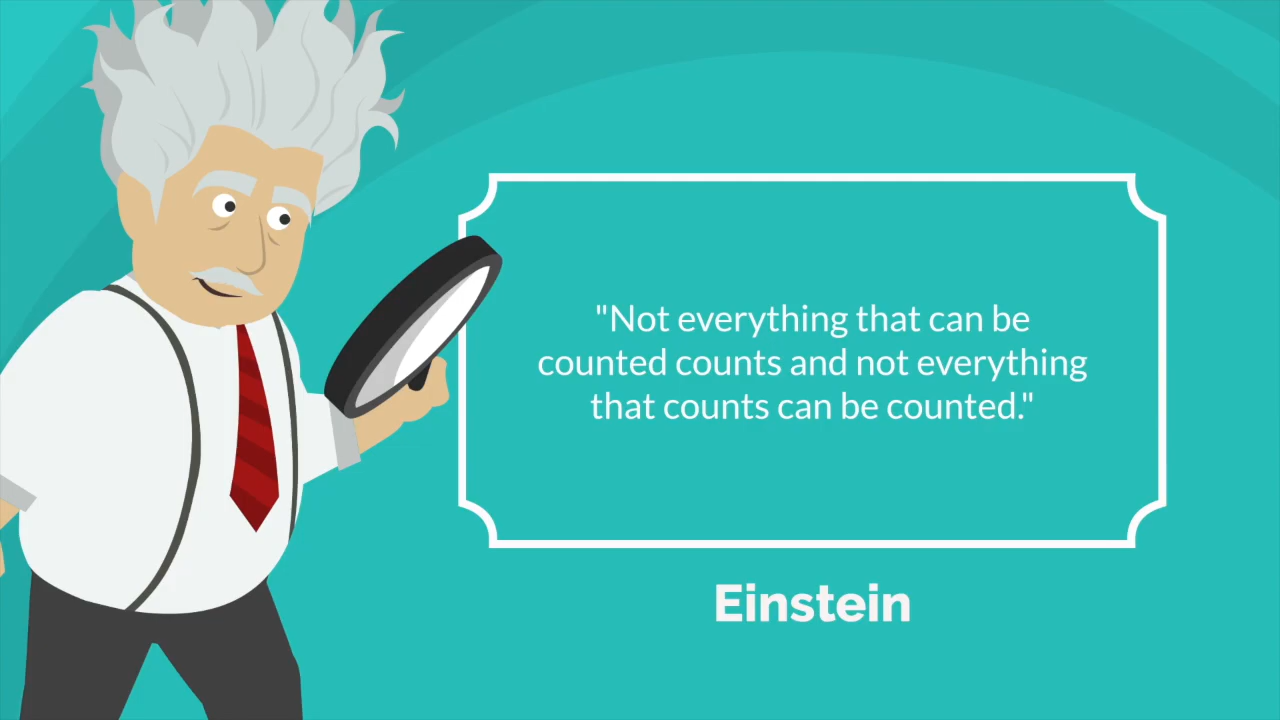 "Not everything that can be
counted counts and not everything
that counts can be counted."
Einstein